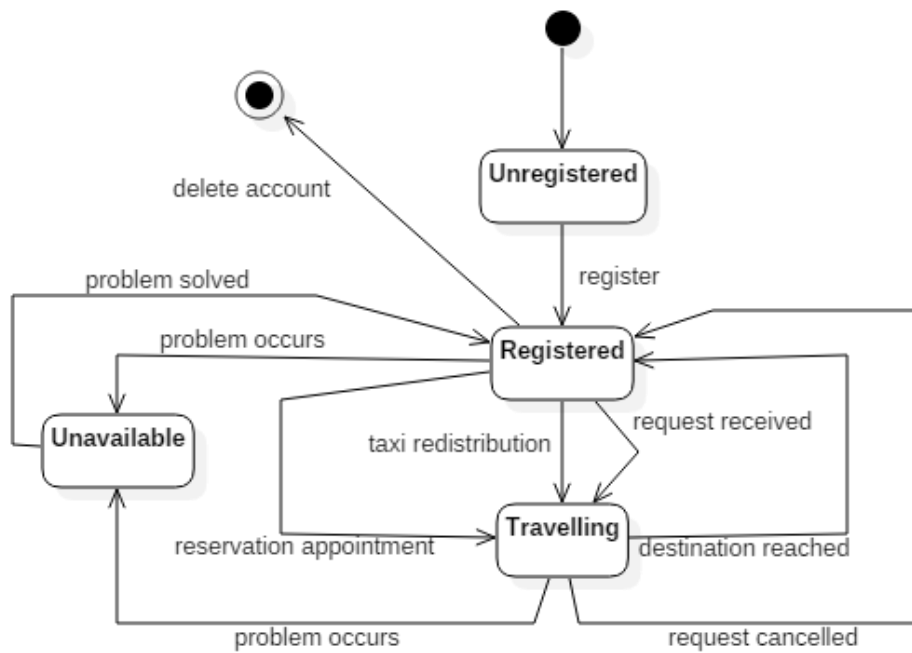 Unregistered
delete account
register
problem solved
problem occurs
Registered
request received
Unavailable
taxi redistribution
Travelling
reservation appointment
destination reached
problem occurs
request cancelled